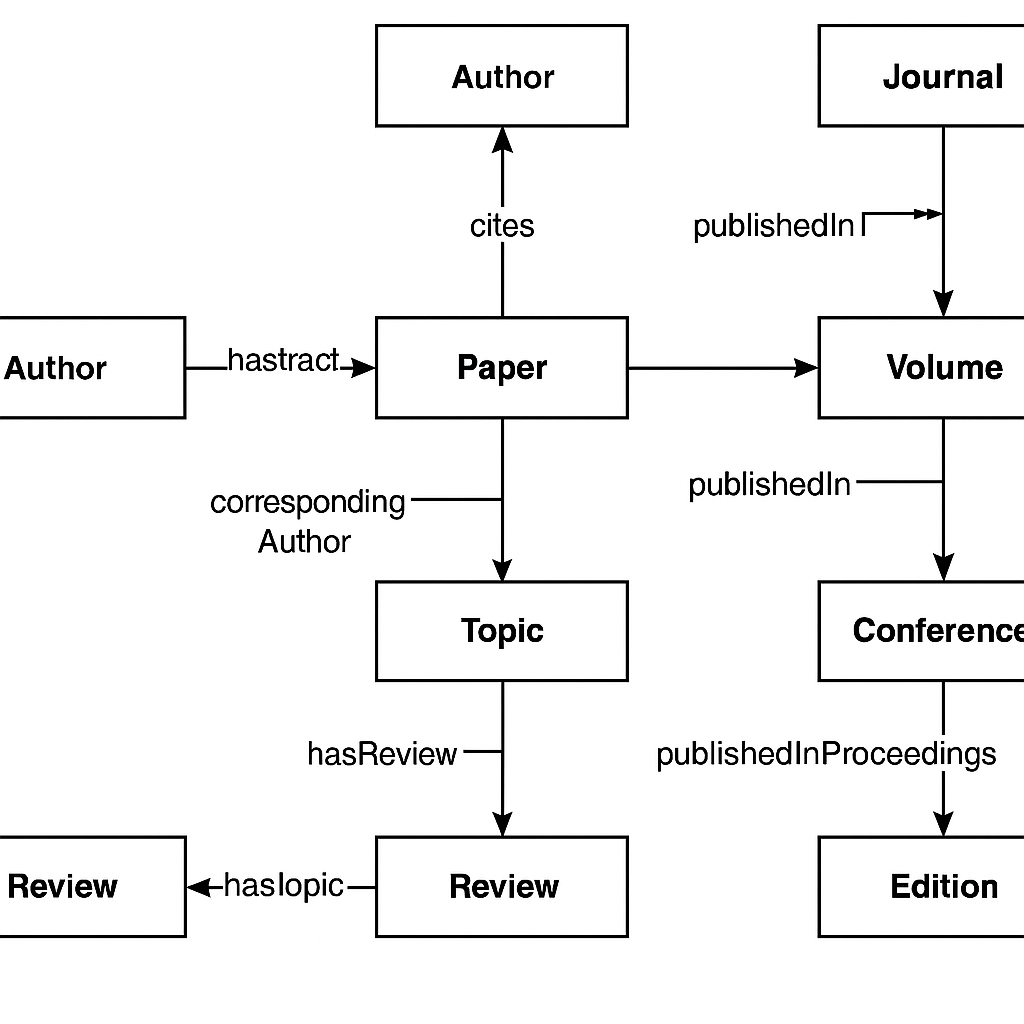 Author
Journal
cites
publishedIn
Author
hastract
Paper
Volume
corresponding
Author
publishedIn
Topic
Conference
hasReview
publishedInProceedings
Review
hasIopic
Review
Edition